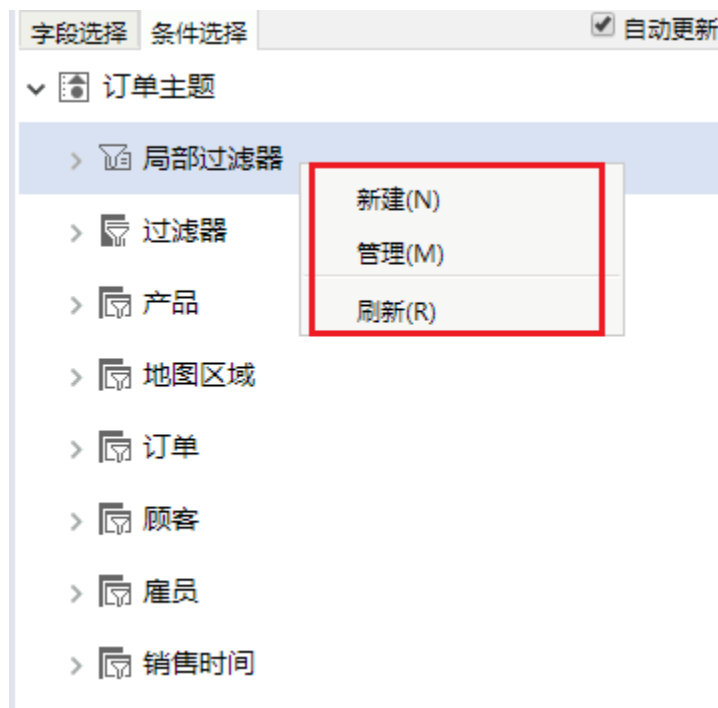 字段选择 条件选择 自动更新
订单主题
局部过滤器
新建(N)
过滤器
管理(M)
产品
刷新(R)
地图区域
订单
顾客
雇员
销售时间